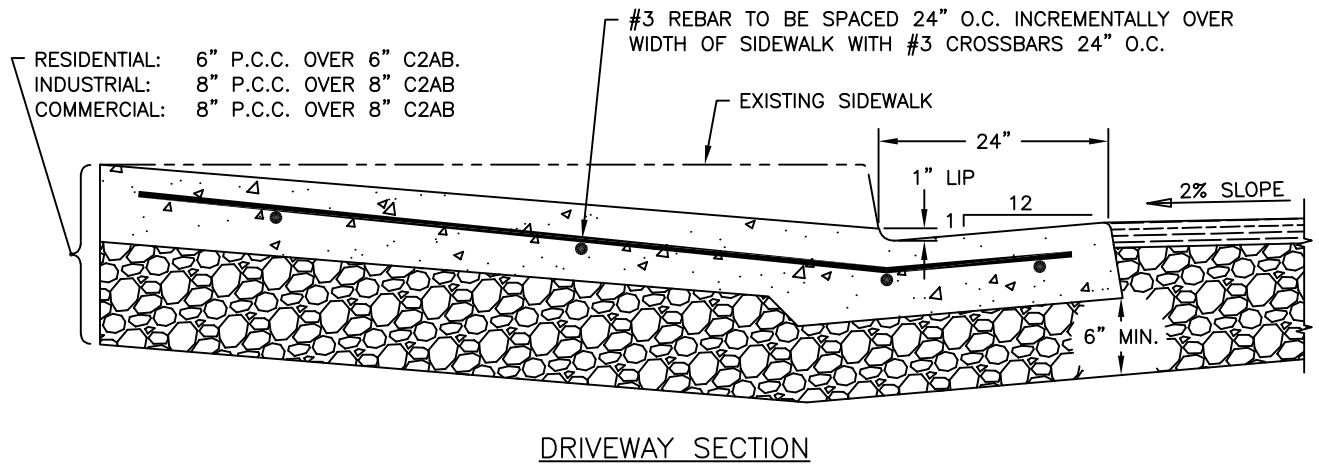 #3 REBAR TO BE SPACED 24" O.C. INCREMENTALLY OVER
WIDTH OF SIDEWALK WITH #3 CROSSBARS 24" O.C.
RESIDENTIAL: 6" P.C.C. OVER 6" C2AB.
INDUSTRIAL: 8" P.C.C. OVER 8" C2AB
COMMERCIAL: 8" P.C.C. OVER 8" C2AB
EXISTING SIDEWALK
24"
1" LIP
2% SLOPE
12
1
6" MIN.
DRIVEWAY SECTION